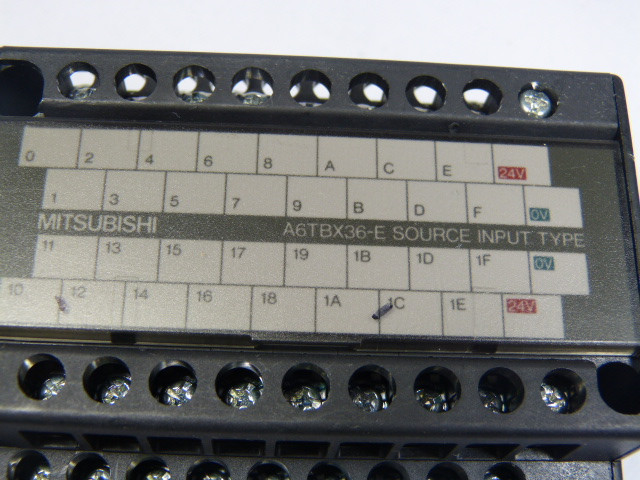 0 2 4 6 8 A C E 24V
1 3 5 7 9 B D F 0V
MITSUBISHI A6TBX36-E SOURCE INPUT TYPE
11 13 15 17 19 1B 1D 1F 0V
10 12 14 16 18 1A 1C 1E 24V